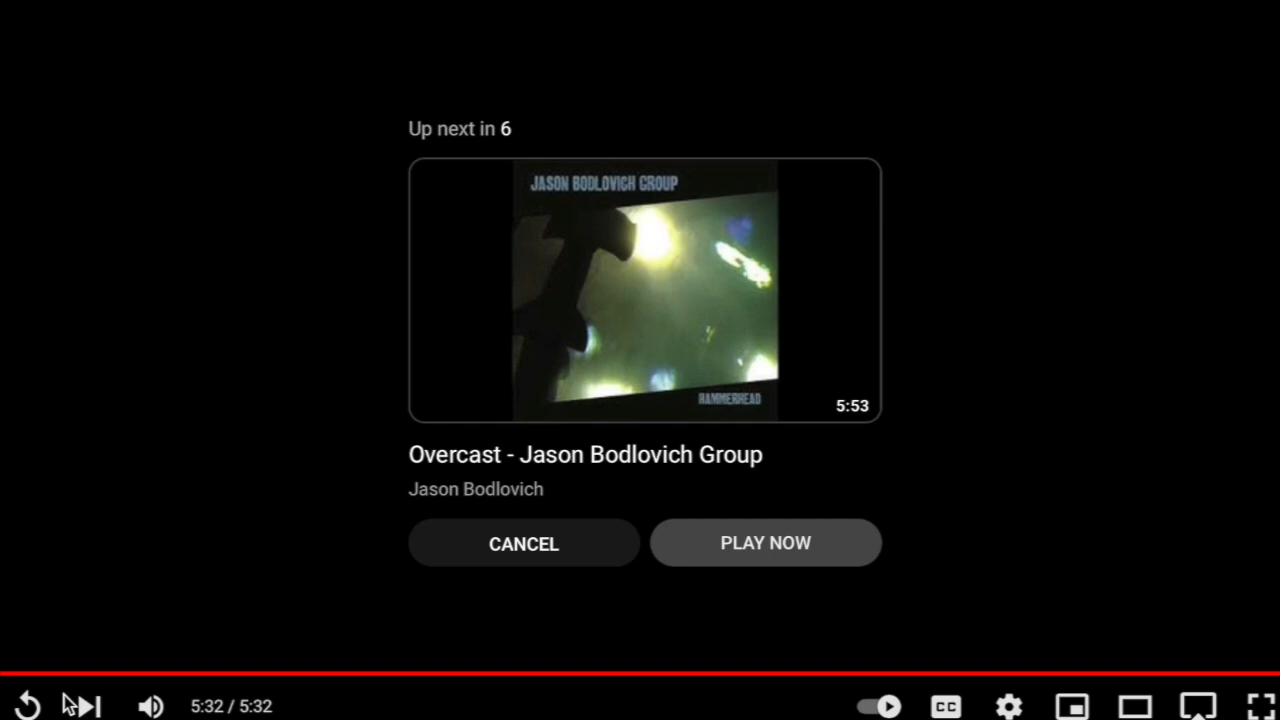 Up next in 6
JASON BODLOVICH GROUP
HAMMERHEAD
5:53
Overcast - Jason Bodlovich Group
Jason Bodlovich
CANCEL
PLAY NOW
5:32 / 5:32
CC